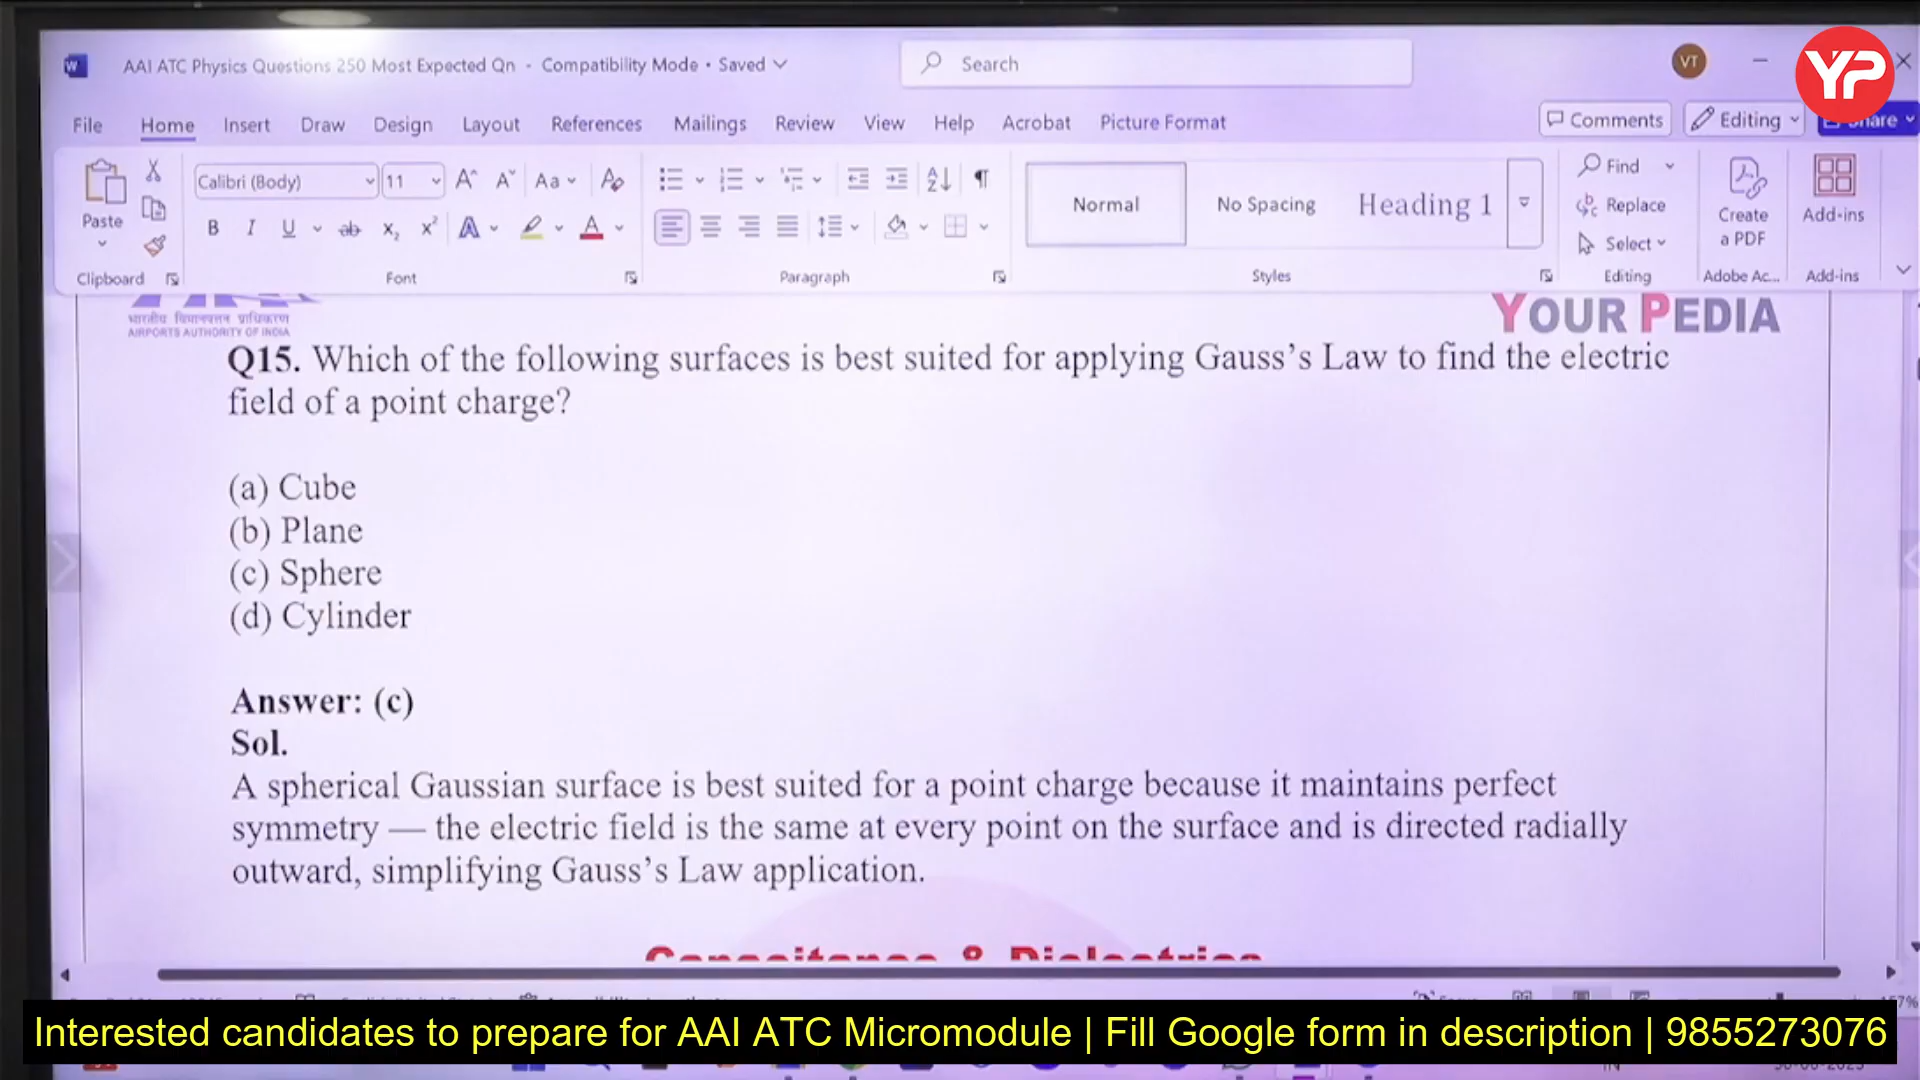 AAI ATC Physics Questions 250 Most Expected Qn - Compatibility Mode • Saved
Search
VT
YP
File Home Insert Draw Design Layout References Mailings Review View Help Acrobat Picture Format
Comments Editing Share
Calibri (Body) 11
Paste
Normal No Spacing Heading 1
Find
Replace
Select
Create a PDF
Add-ins
Clipboard Font Paragraph Styles Editing Adobe Ac... Add-ins
भारतीय विमानपत्तन प्राधिकरण
AIRPORTS AUTHORITY OF INDIA
YOUR PEDIA
Q15. Which of the following surfaces is best suited for applying Gauss’s Law to find the electric
field of a point charge?
(a) Cube
(b) Plane
(c) Sphere
(d) Cylinder
Answer: (c)
Sol.
A spherical Gaussian surface is best suited for a point charge because it maintains perfect
symmetry — the electric field is the same at every point on the surface and is directed radially
outward, simplifying Gauss’s Law application.
Capacitance & Dielectrics
Interested candidates to prepare for AAI ATC Micromodule | Fill Google form in description | 9855273076